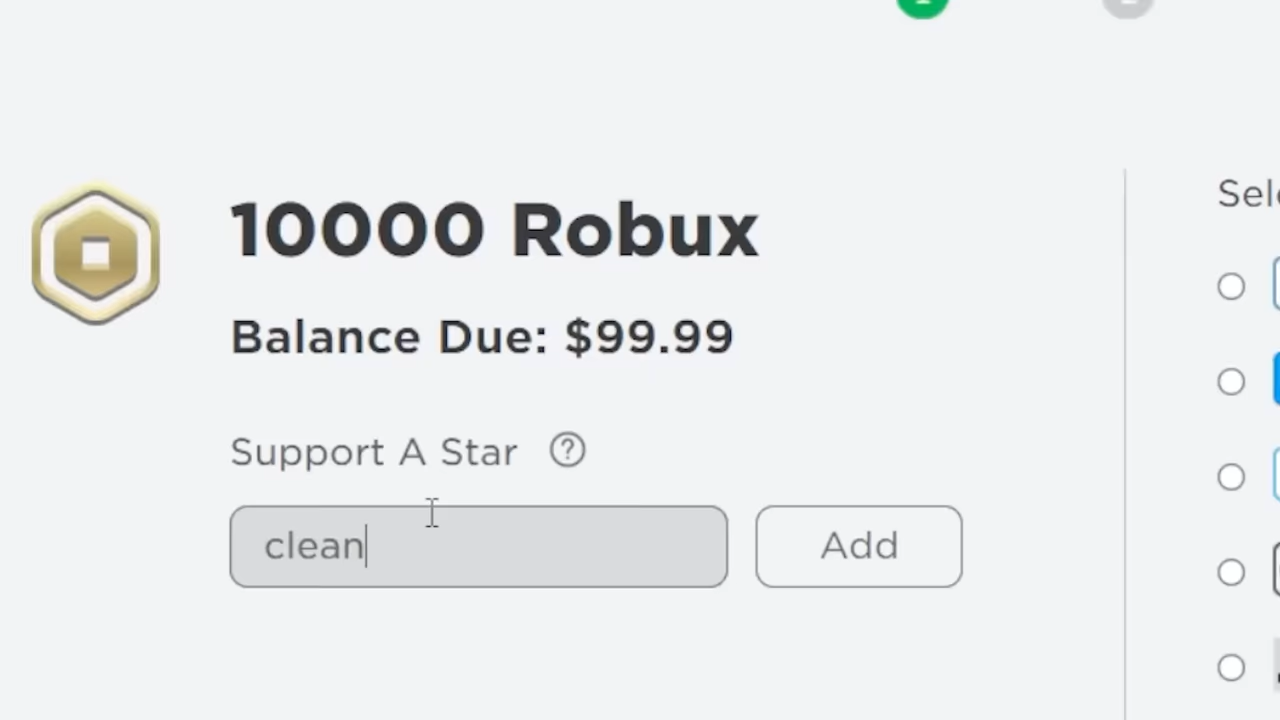 10000 Robux
Balance Due: $99.99
Support A Star ?
clean
Add